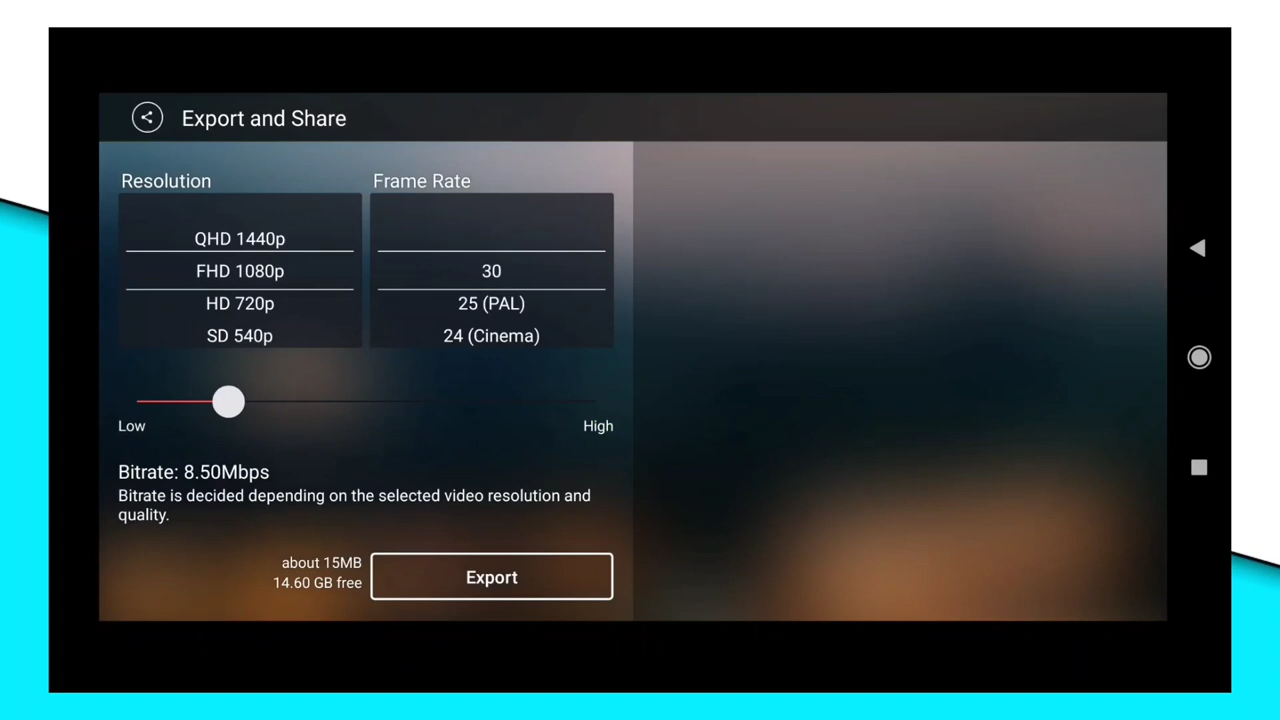 Export and Share
Resolution
QHD 1440p
FHD 1080p
HD 720p
SD 540p
Frame Rate
30
25 (PAL)
24 (Cinema)
Low
High
Bitrate: 8.50Mbps
Bitrate is decided depending on the selected video resolution and
quality.
about 15MB
14.60 GB free
Export